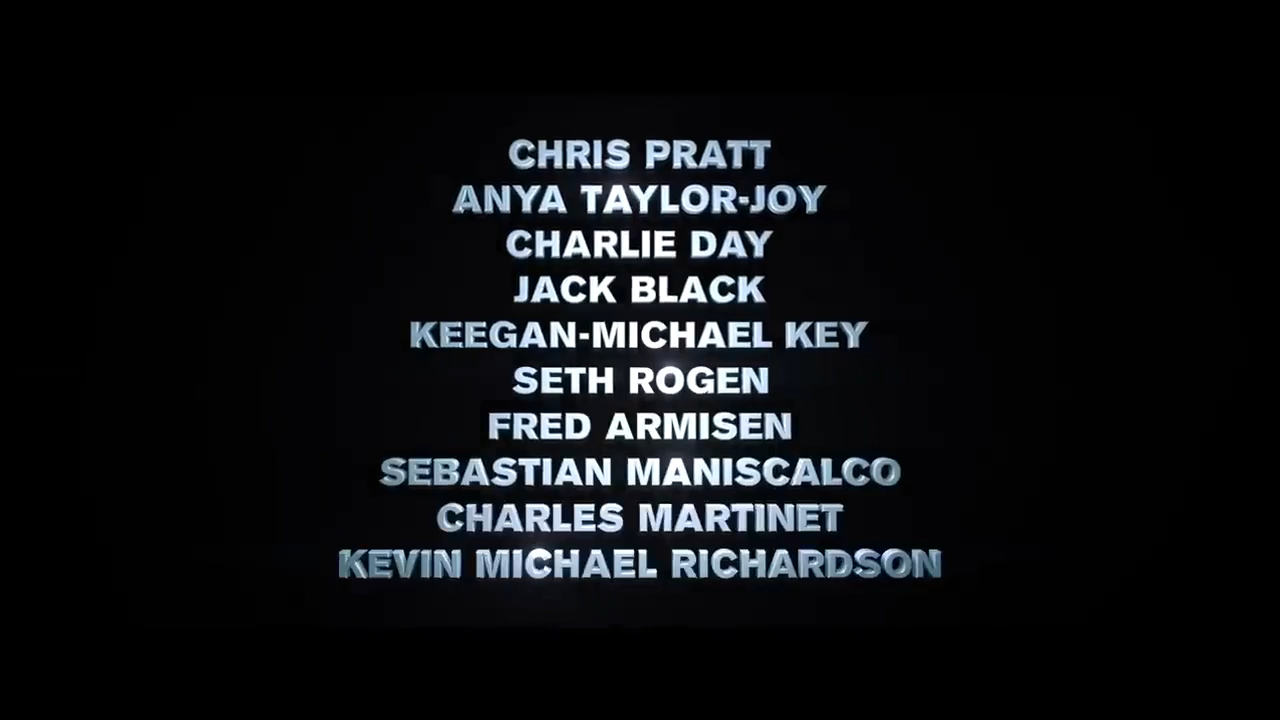 CHRIS PRATT
ANYA TAYLOR-JOY
CHARLIE DAY
JACK BLACK
KEEGAN-MICHAEL KEY
SETH ROGEN
FRED ARMISEN
SEBASTIAN MANISCALCO
CHARLES MARTINET
KEVIN MICHAEL RICHARDSON